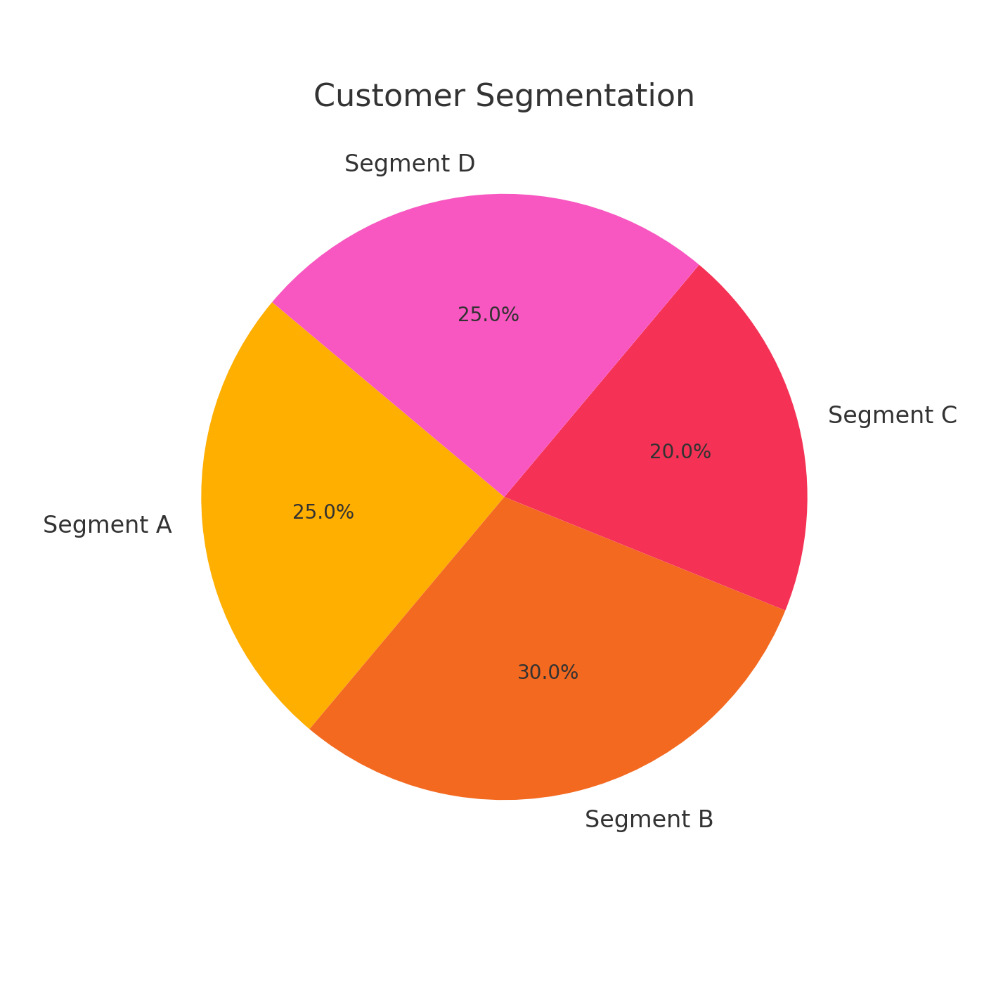 Customer Segmentation
Segment D
25.0%
20.0%
Segment C
25.0%
Segment A
30.0%
Segment B